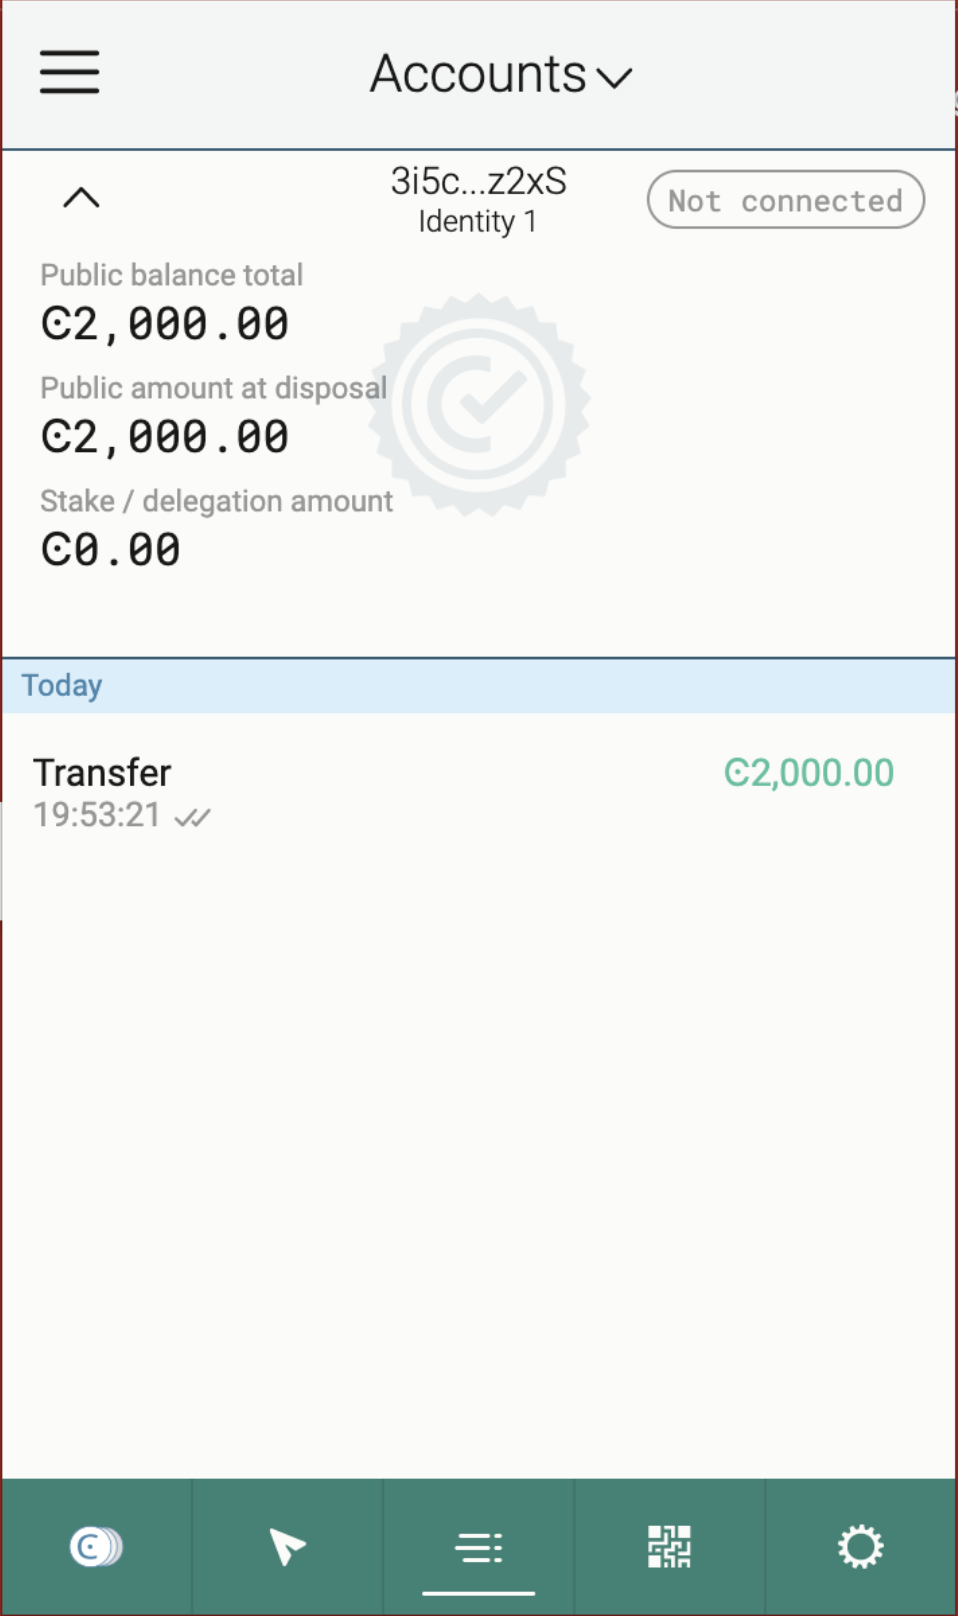 Accounts
3i5c...z2xS
Identity 1
Not connected
Public balance total
Ͼ2,000.00
Public amount at disposal
Ͼ2,000.00
Stake / delegation amount
Ͼ0.00
Today
Transfer
Ͼ2,000.00
19:53:21